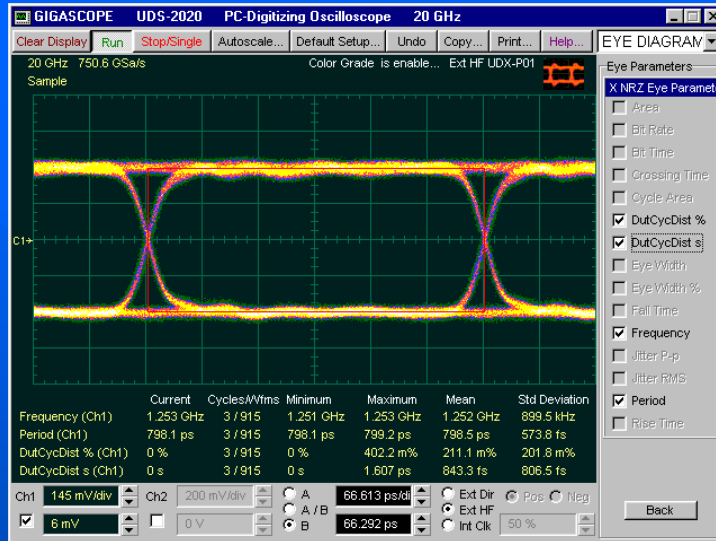 GIGASCOPE UDS-2020 PC-Digitizing Oscilloscope 20 GHz
Clear Display Run Stop/Single Autoscale... Default Setup... Undo Copy... Print... Help... EYE DIAGRAM
20 GHz 750.6 GSa/s Color Grade is enable... Ext HF UDX-P01
Sample
C1
Current Cycles/Wfms Minimum Maximum Mean Std Deviation
Frequency (Ch1) 1.253 GHz 3 / 915 1.251 GHz 1.253 GHz 1.252 GHz 899.5 kHz
Period (Ch1) 798.1 ps 3 / 915 798.1 ps 799.2 ps 798.5 ps 573.8 fs
DutCycDist % (Ch1) 0 % 3 / 915 0 % 402.2 m% 211.1 m% 201.8 m%
DutCycDist s (Ch1) 0 s 3 / 915 0 s 1.607 ps 843.3 fs 806.5 fs
Ch1 145 mV/div Ch2 200 mV/div A 66.613 ps/di Ext Dir Pos Neg
A / B Ext HF
6 mV 0 V B 66.292 ps Int Clk 50 %
Eye Parameters
X NRZ Eye Paramete
Area
Bit Rate
Bit Time
Crossing Time
Cycle Area
DutCycDist %
DutCycDist s
Eye Width
Eye Width %
Fall Time
Frequency
Jitter P-p
Jitter RMS
Period
Rise Time
Back